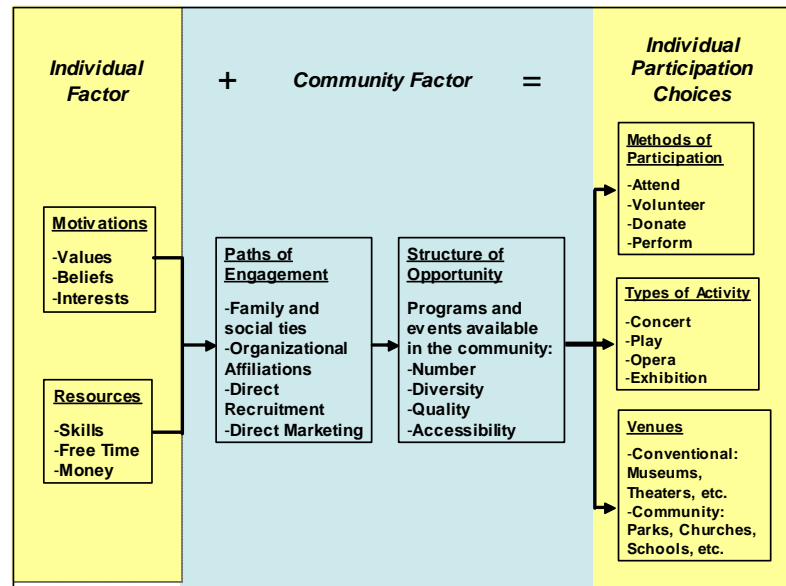 Individual
Factor
+
Community Factor
=
Individual
Participation
Choices
Motivations
-Values
-Beliefs
-Interests
Resources
-Skills
-Free Time
-Money
Paths of
Engagement
-Family and
social ties
-Organizational
Affiliations
-Direct
Recruitment
-Direct Marketing
Structure of
Opportunity
Programs and
events available
in the community:
-Number
-Diversity
-Quality
-Accessibility
Methods of
Participation
-Attend
-Volunteer
-Donate
-Perform
Types of Activity
-Concert
-Play
-Opera
-Exhibition
Venues
-Conventional:
Museums,
Theaters, etc.
-Community:
Parks, Churches,
Schools, etc.